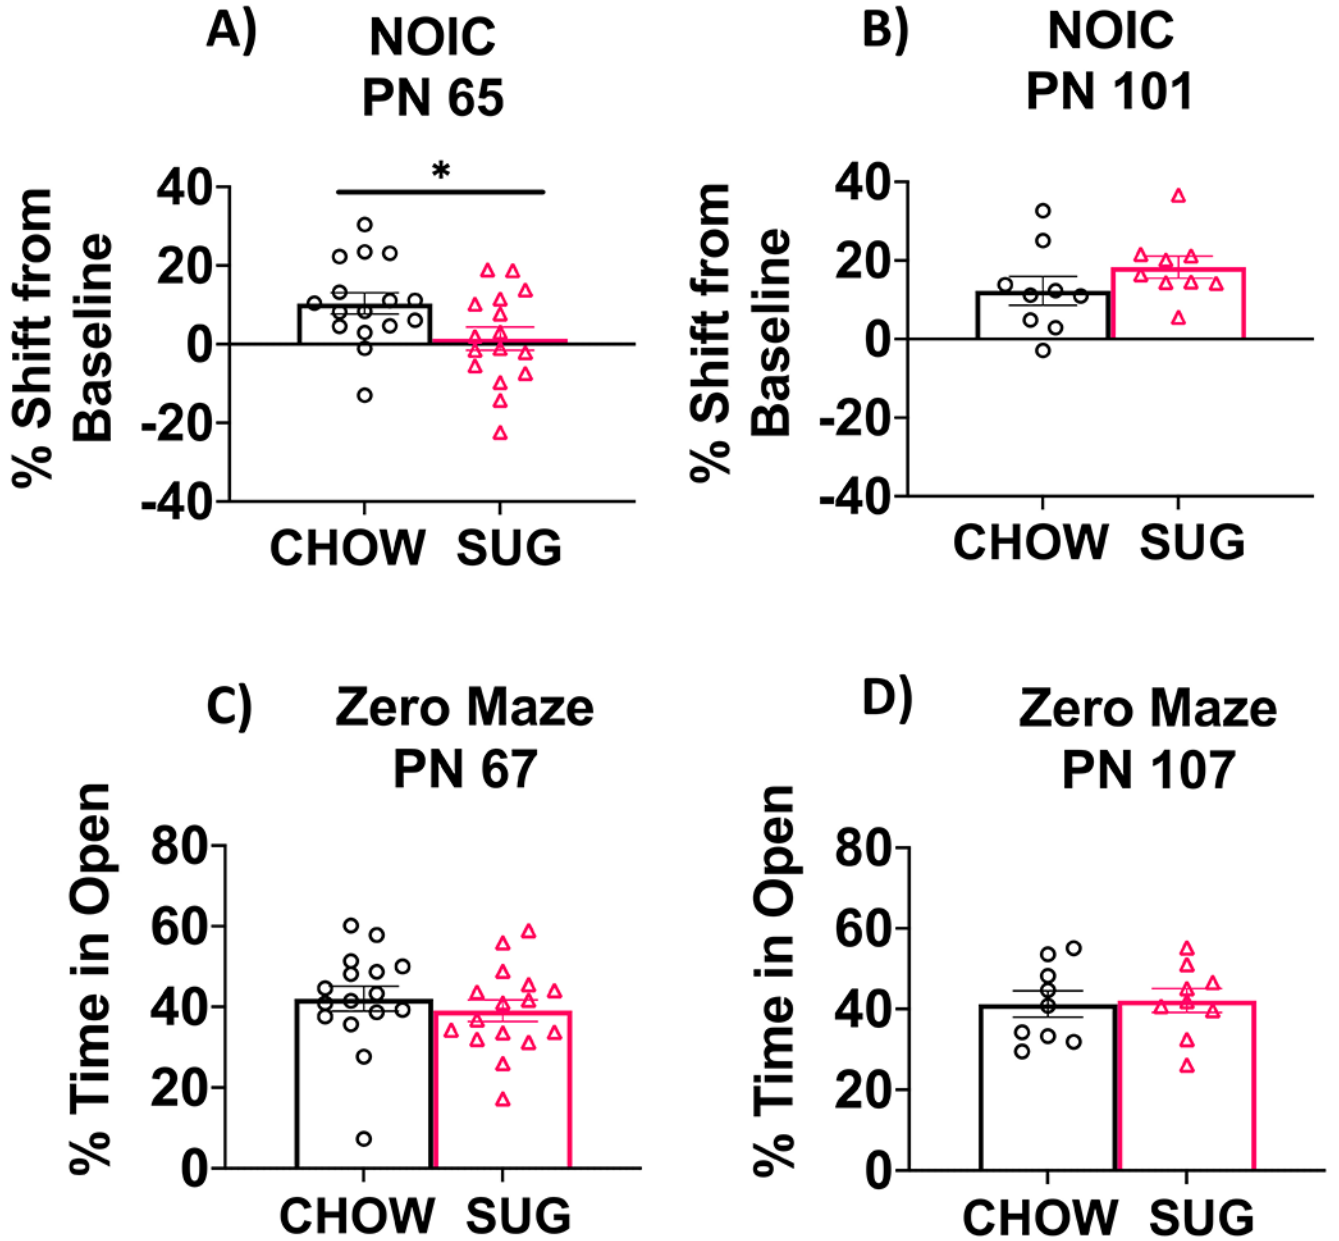 A)
NOIC
PN 65
*
% Shift from
Baseline
40
20
0
-20
-40
CHOW SUG
B)
NOIC
PN 101
% Shift from
Baseline
40
20
0
-20
-40
CHOW SUG
C)
Zero Maze
PN 67
% Time in Open
80
60
40
20
0
CHOW SUG
D)
Zero Maze
PN 107
% Time in Open
80
60
40
20
0
CHOW SUG